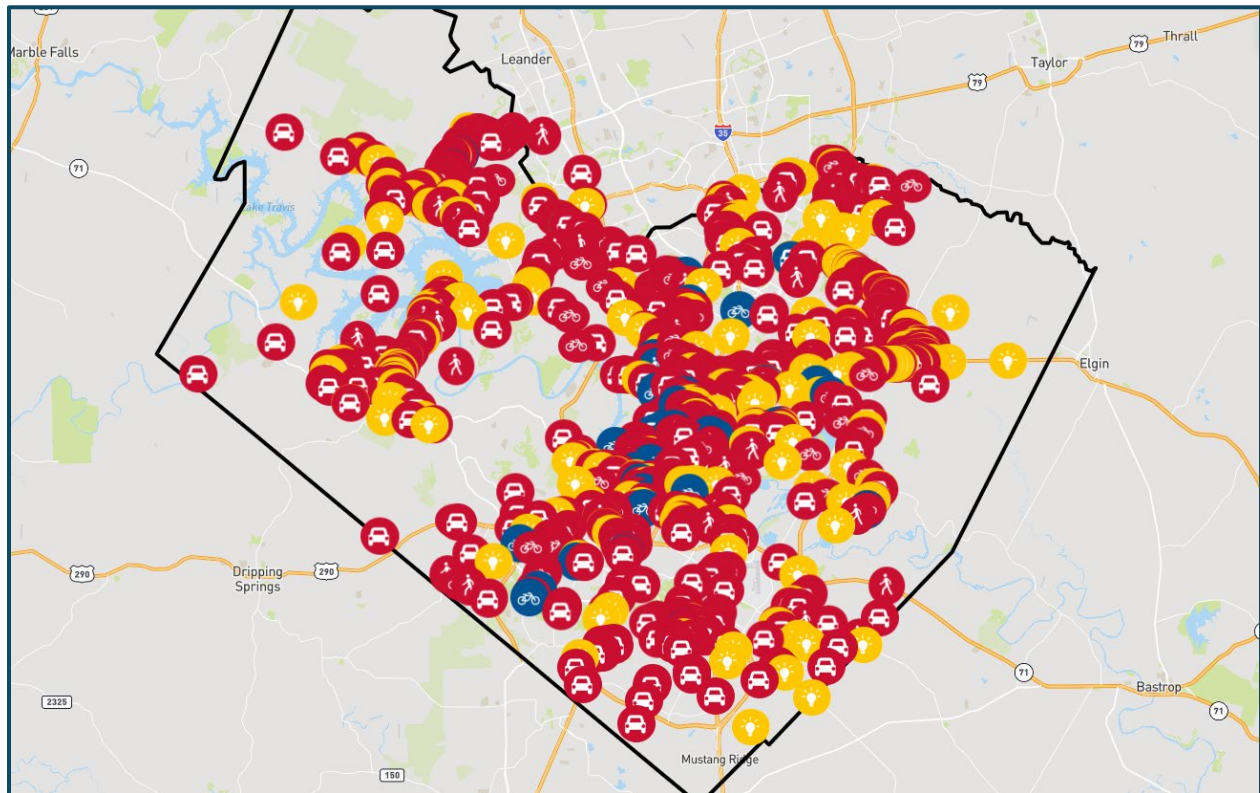 Marble Falls
Leander
Thrall
79
Taylor
79
35
71
Lake Travis
Elgin
290
Dripping
Springs
290
71
Bastrop
71
2325
Mustang Ridge
150